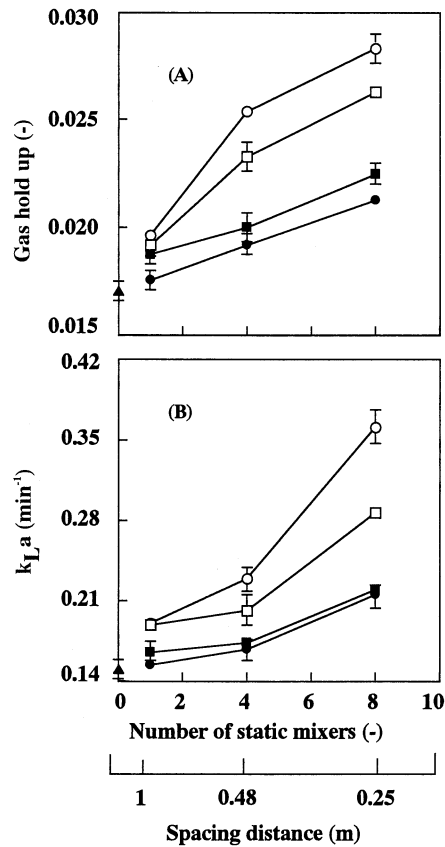 0.030
(A)
0.025
Gas hold up (-)
0.020
0.015
0.42
(B)
0.35
0.28
kLa (min-1)
0.21
0.14
0 2 4 6 8 10
Number of static mixers (-)
1 0.48 0.25
Spacing distance (m)